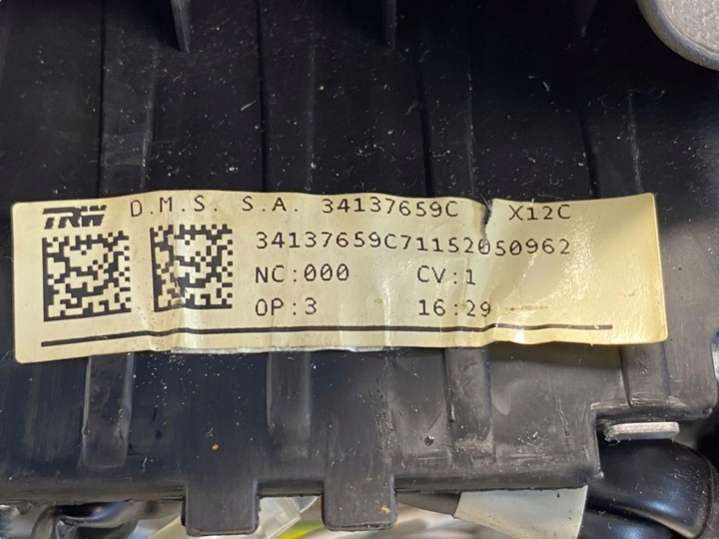 TRW D.M.S. S.A. 34137659C X12C
34137659C71152050962
NC:000 CV:1
OP:3 16:29